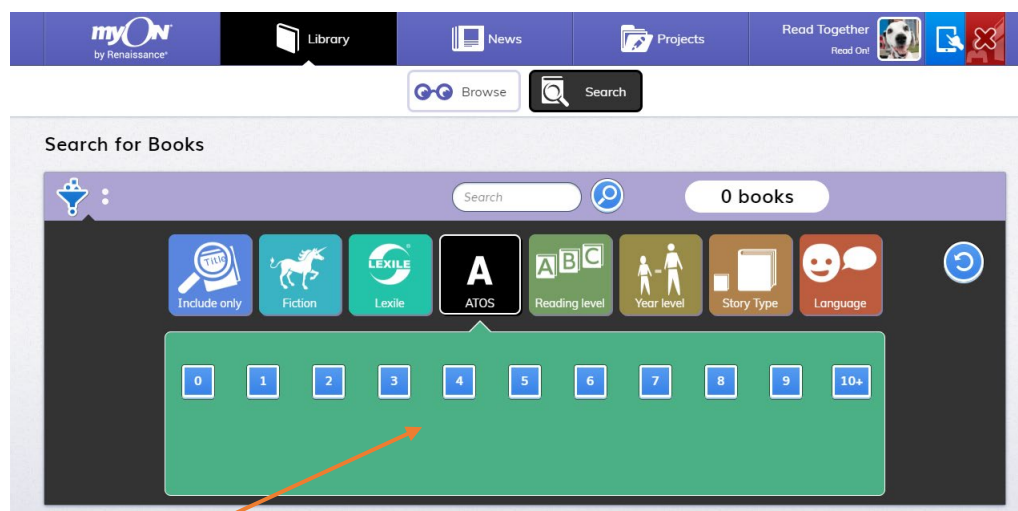 myON
by Renaissance®
Library
News
Projects
Read Together
Read On!
Browse
Search
Search for Books
Search
0 books
Title
Include only
Fiction
LEXILE
Lexile
A
ATOS
A B C
Reading level
Year level
Story Type
Language
0 1 2 3 4 5 6 7 8 9 10+